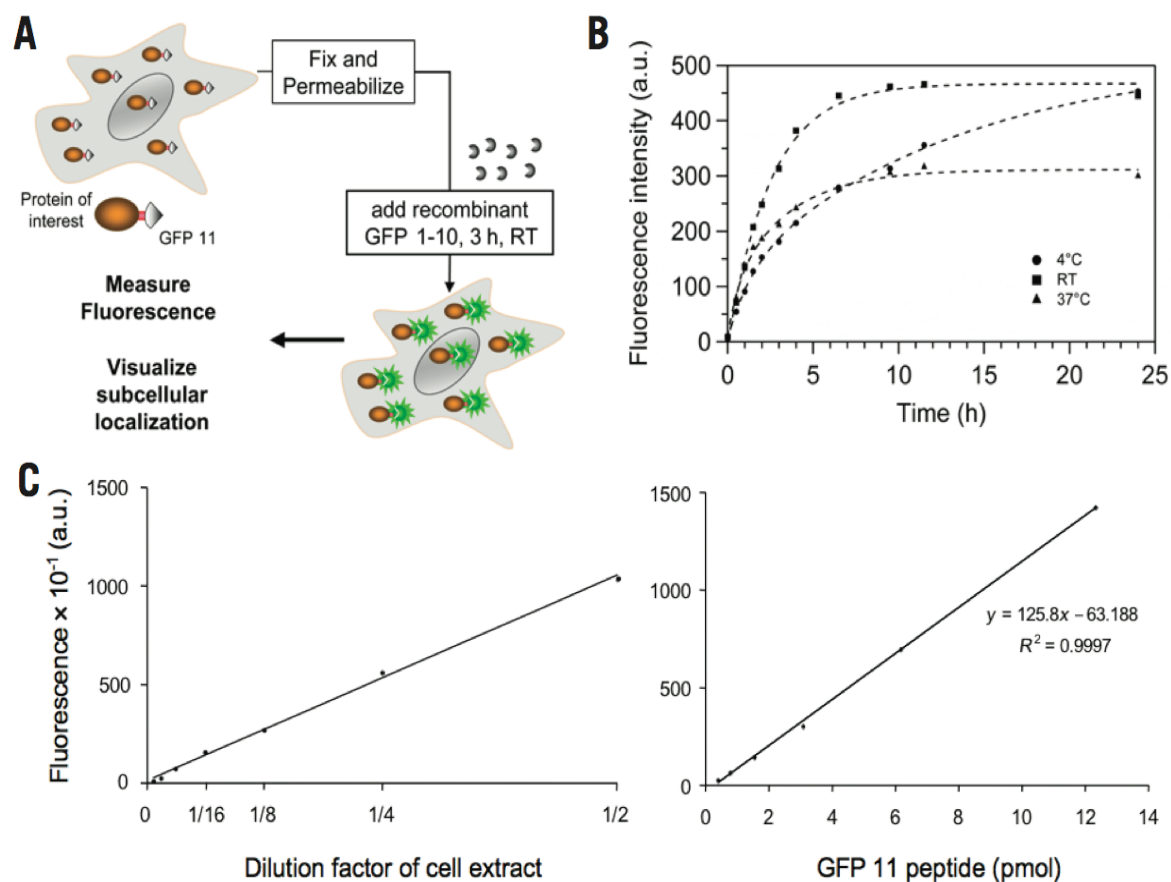 A
Fix and
Permeabilize
Protein of
interest
GFP 11
add recombinant
GFP 1-10, 3 h, RT
Measure
Fluorescence
Visualize
subcellular
localization
B
Fluorescence intensity (a.u.)
500
400
300
200
100
0
4°C
RT
37°C
0 5 10 15 20 25
Time (h)
C
Fluorescence × 10⁻¹ (a.u.)
1500
1000
500
0
0 1/16 1/8 1/4 1/2
Dilution factor of cell extract
1500
1000
500
0
y = 125.8x – 63.188
R² = 0.9997
0 2 4 6 8 10 12 14
GFP 11 peptide (pmol)